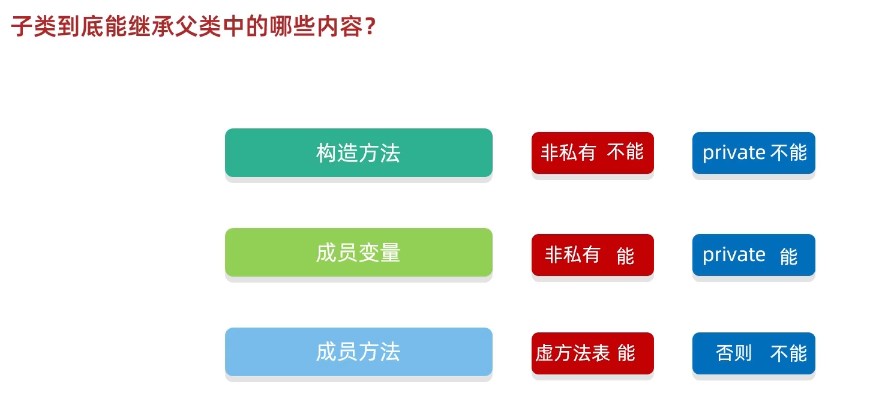 子类到底能继承父类中的哪些内容？
构造方法 非私有 不能 private 不能
成员变量 非私有 能 private 能
成员方法 虚方法表 能 否则 不能